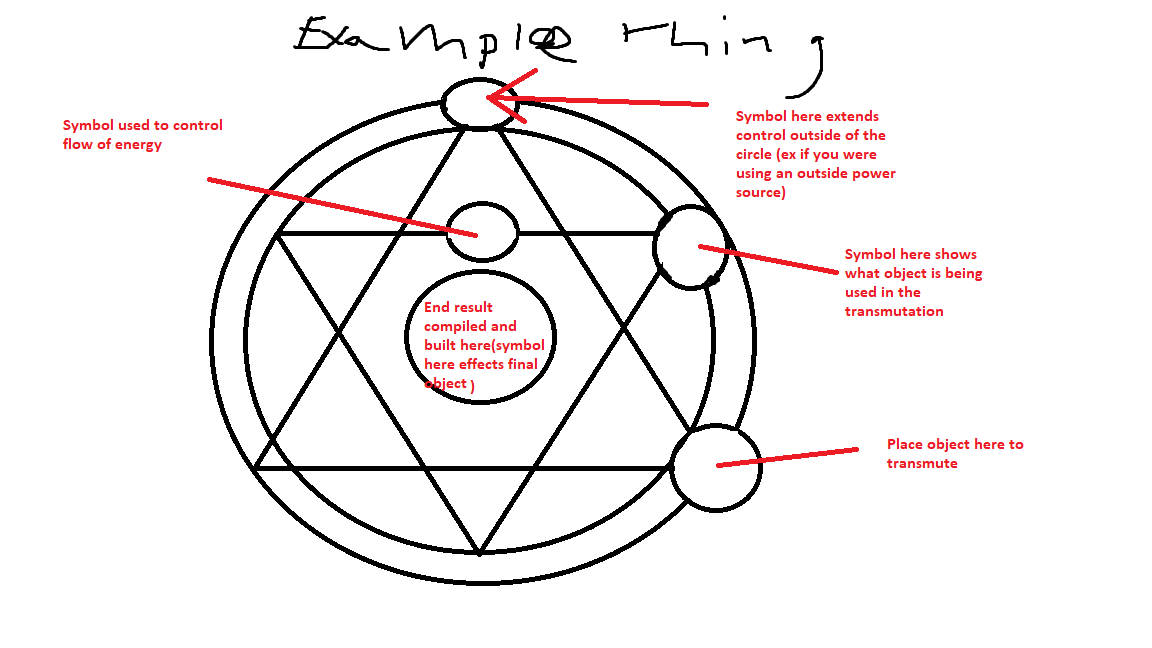 Example thing
Symbol used to control
flow of energy
Symbol here extends
control outside of the
circle (ex if you were
using an outside power
source)
Symbol here shows
what object is being
used in the
transmutation
End result
compiled and
built here(symbol
here effects final
object )
Place object here to
transmute